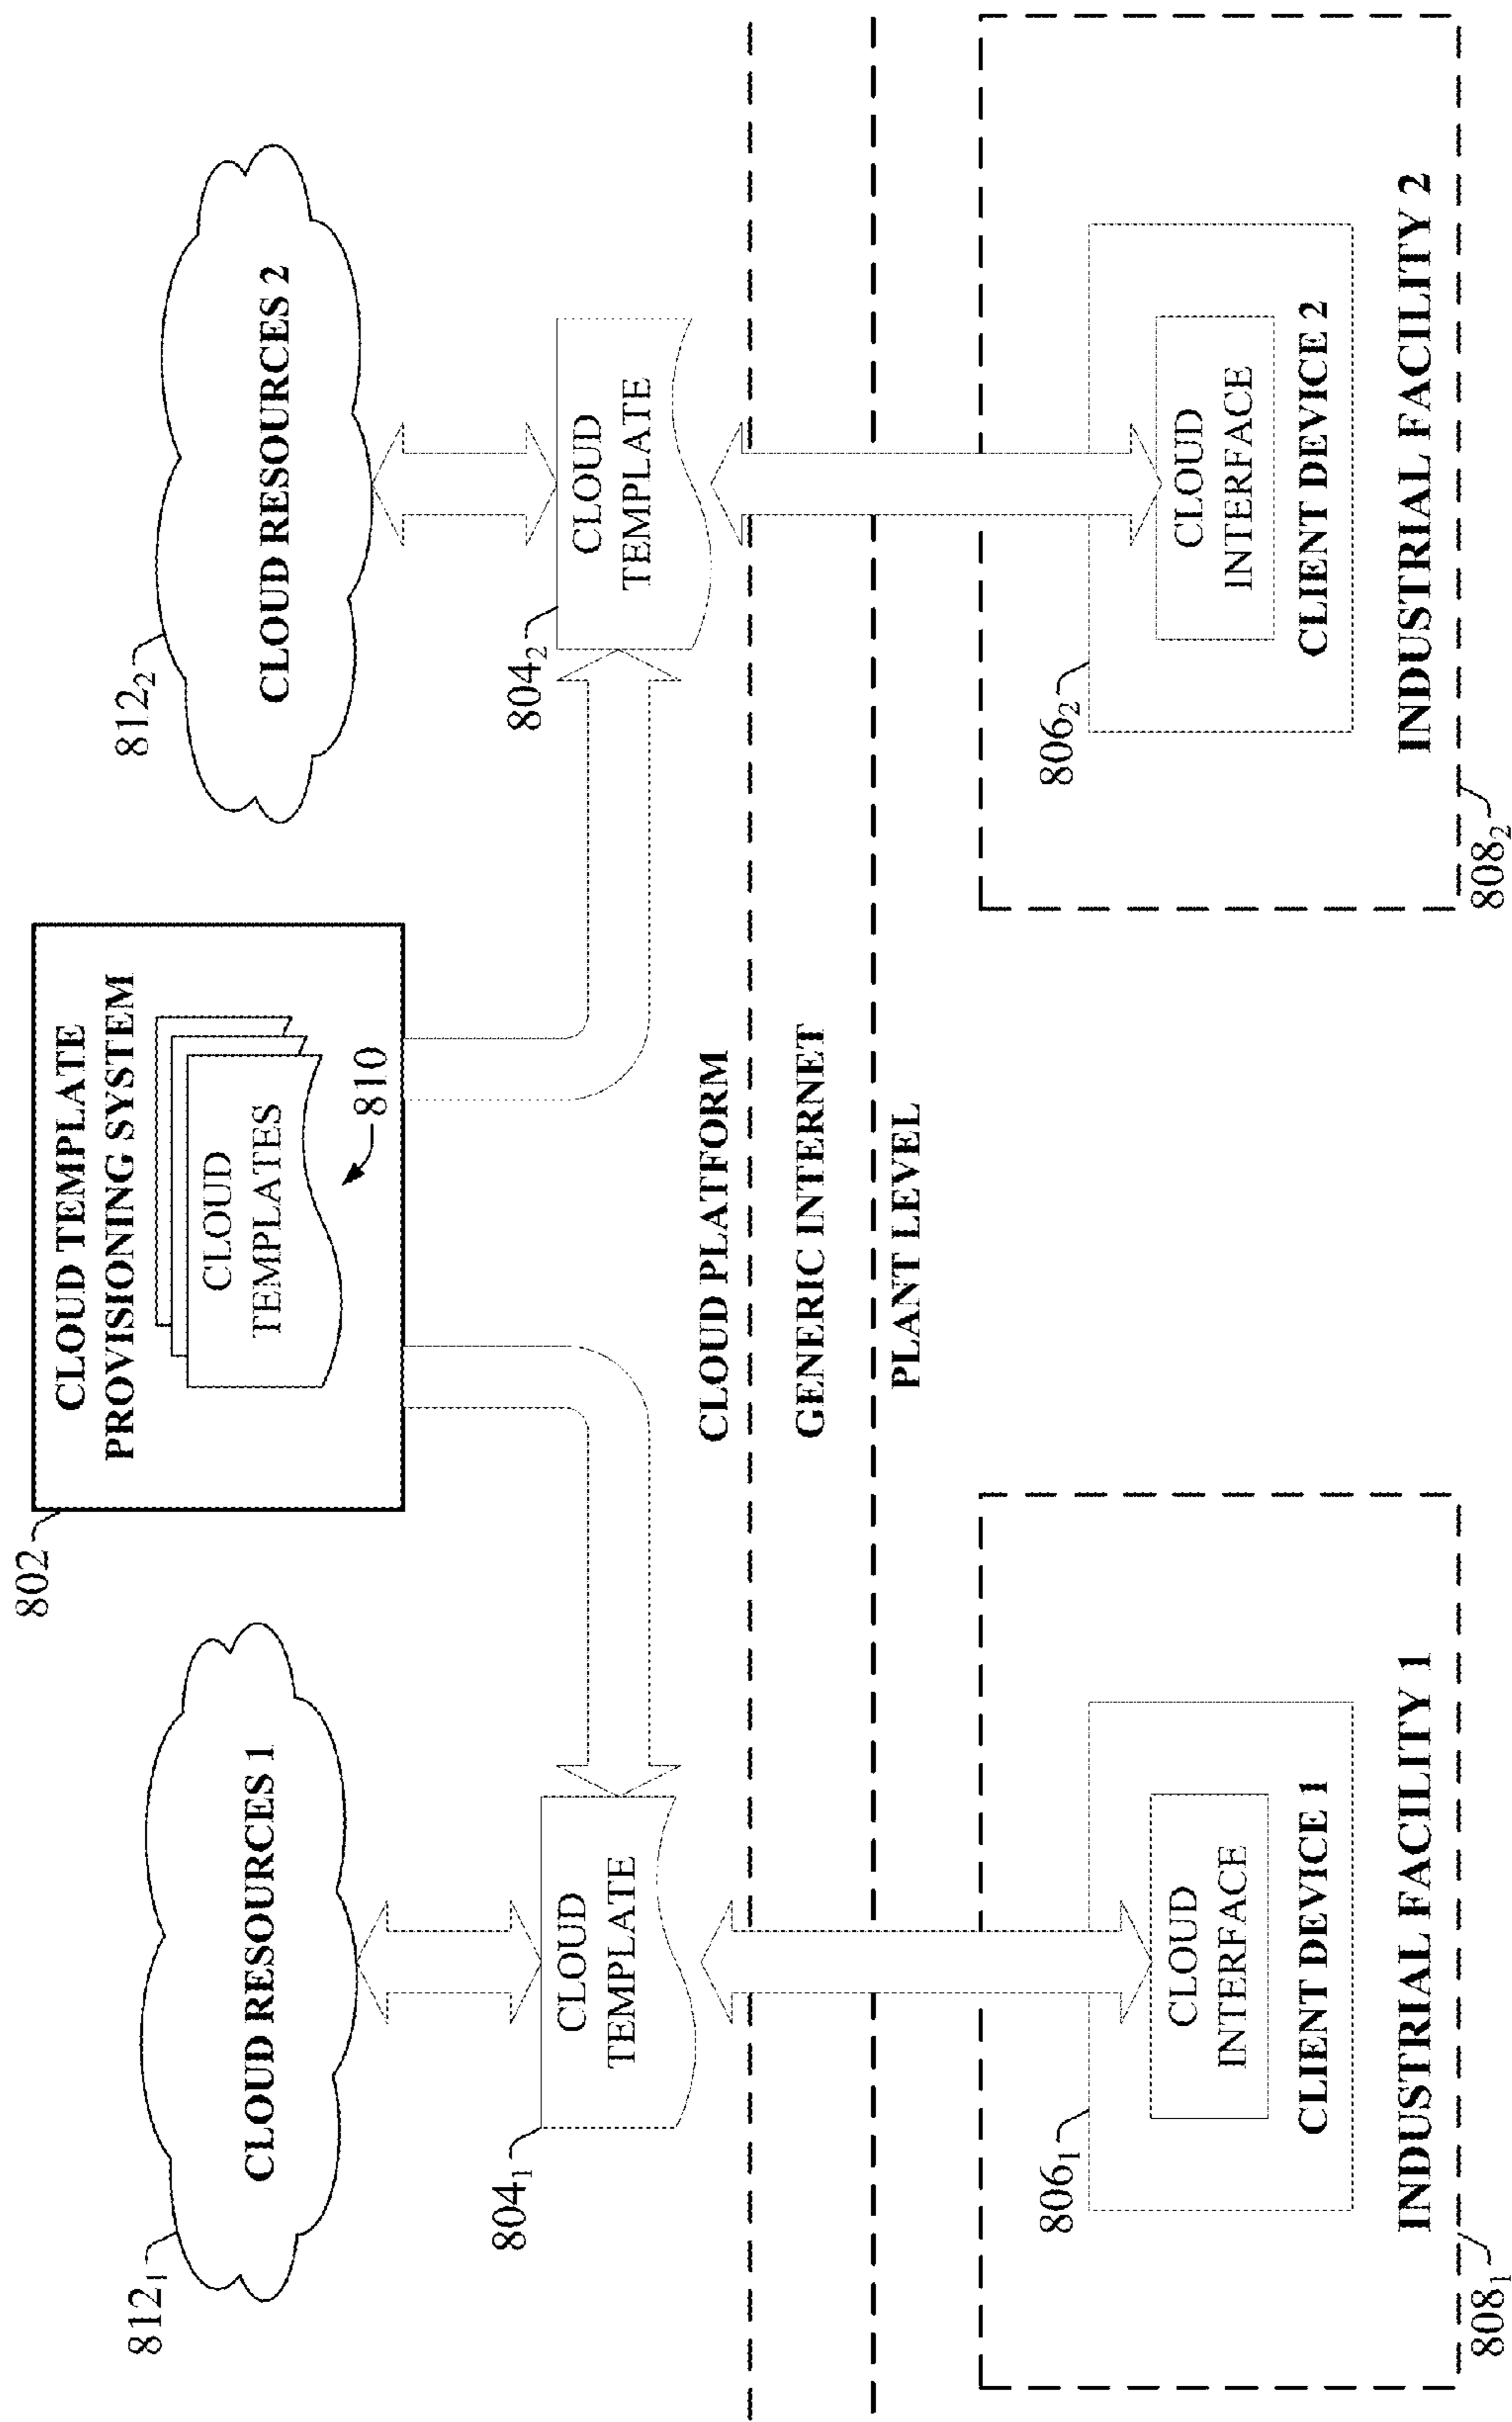 802
CLOUD TEMPLATE
PROVISIONING SYSTEM
CLOUD
TEMPLATES
810
812₁
CLOUD RESOURCES 1
812₂
CLOUD RESOURCES 2
804₁
CLOUD
TEMPLATE
804₂
CLOUD
TEMPLATE
CLOUD PLATFORM
GENERIC INTERNET
PLANT LEVEL
806₁
CLOUD
INTERFACE
CLIENT DEVICE 1
INDUSTRIAL FACILITY 1
808₁
806₂
CLOUD
INTERFACE
CLIENT DEVICE 2
INDUSTRIAL FACILITY 2
808₂